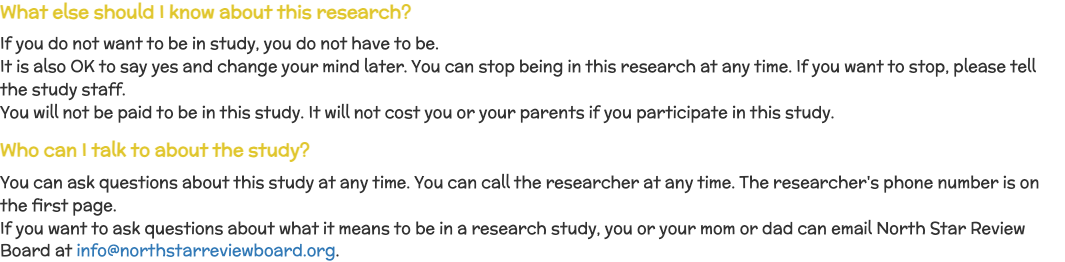 What else should I know about this research?
If you do not want to be in study, you do not have to be.
It is also OK to say yes and change your mind later. You can stop being in this research at any time. If you want to stop, please tell
the study staff.
You will not be paid to be in this study. It will not cost you or your parents if you participate in this study.
Who can I talk to about the study?
You can ask questions about this study at any time. You can call the researcher at any time. The researcher's phone number is on
the first page.
If you want to ask questions about what it means to be in a research study, you or your mom or dad can email North Star Review
Board at info@northstarreviewboard.org.